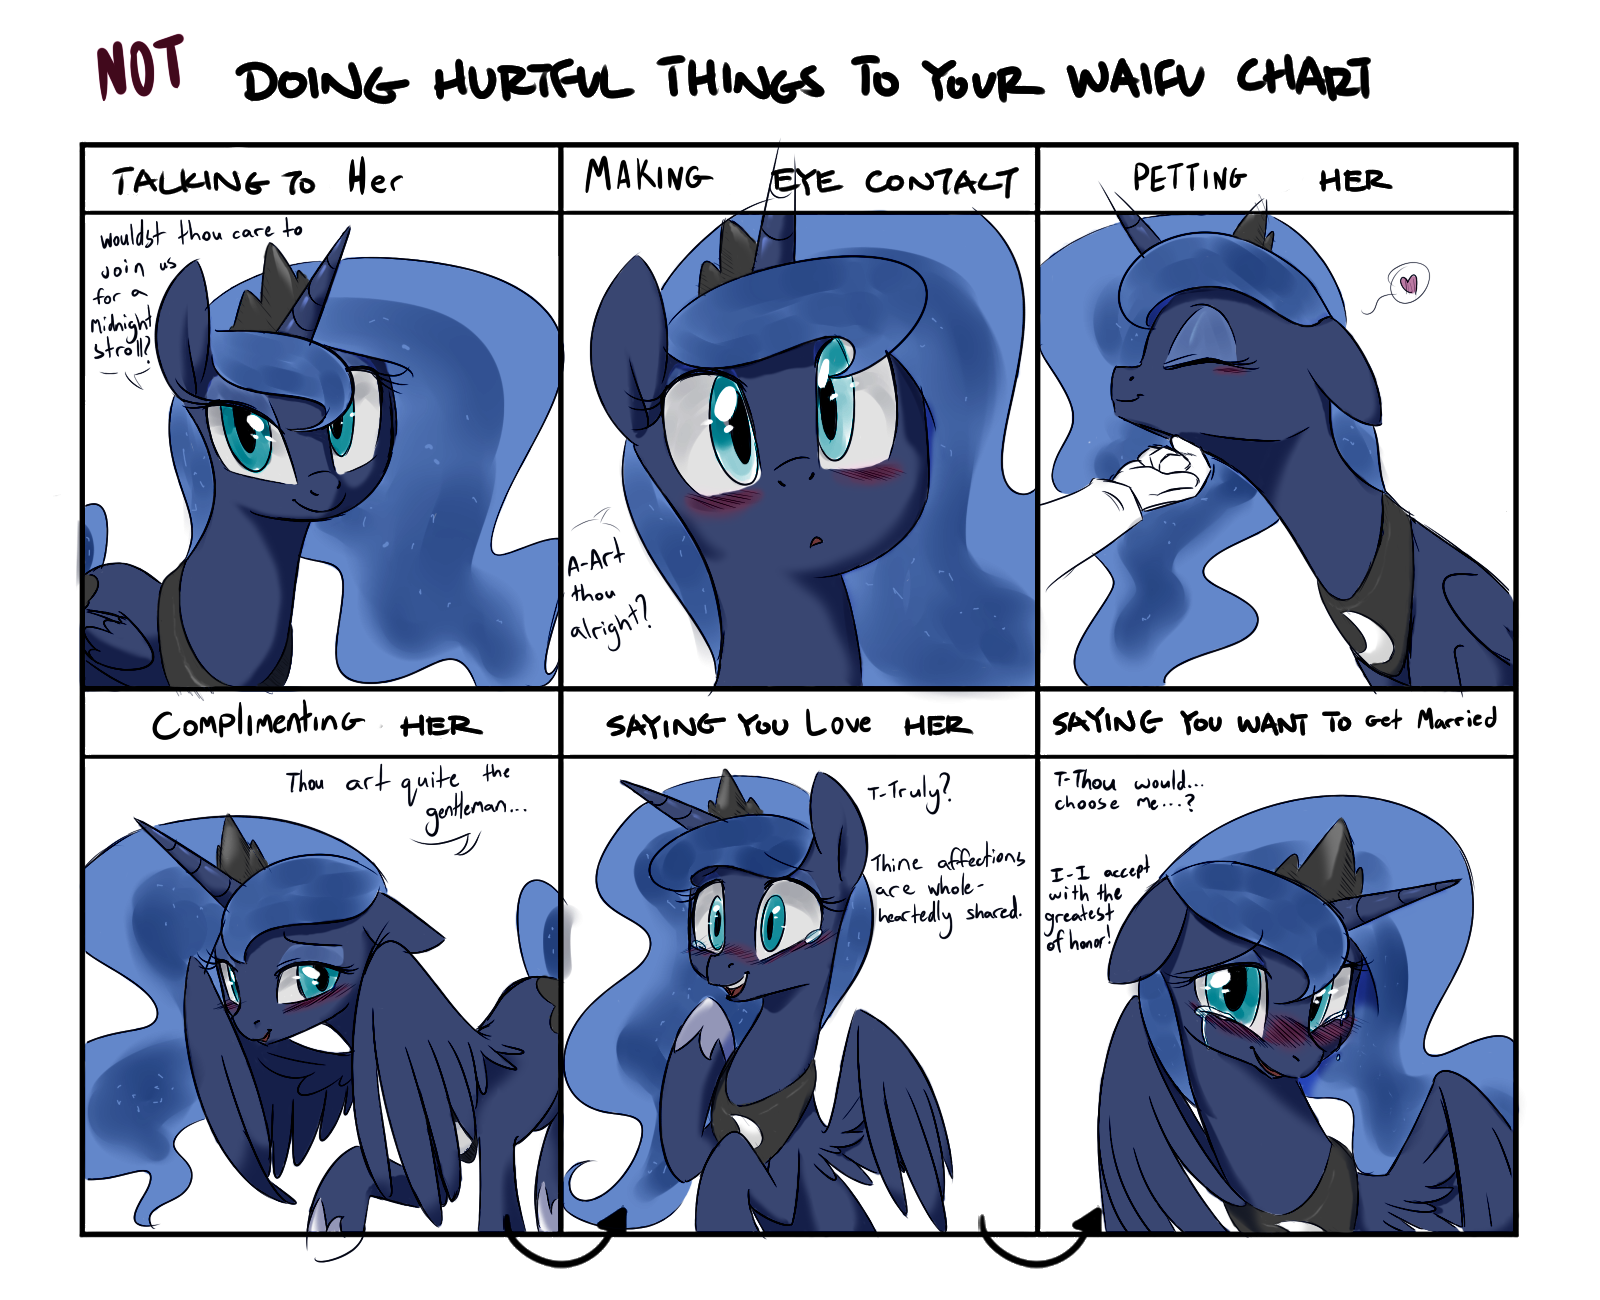 NOT DOING HURTFUL THINGS TO YOUR WAIFU CHART
TALKING TO Her
wouldst thou care to
Join us
for a
Midnight
stroll?
MAKING EYE CONTACT
A-Art
thou
alright?
PETTING HER
COMPLIMENTING HER
Thou art quite the
gentleman...
SAYING YOU Love HER
T-Truly?
Thine affections
are whole-
heartedly shared.
SAYING YOU WANT TO Get Married
T-Thou would...
choose me...?
I-I accept
with the
greatest
of honor!